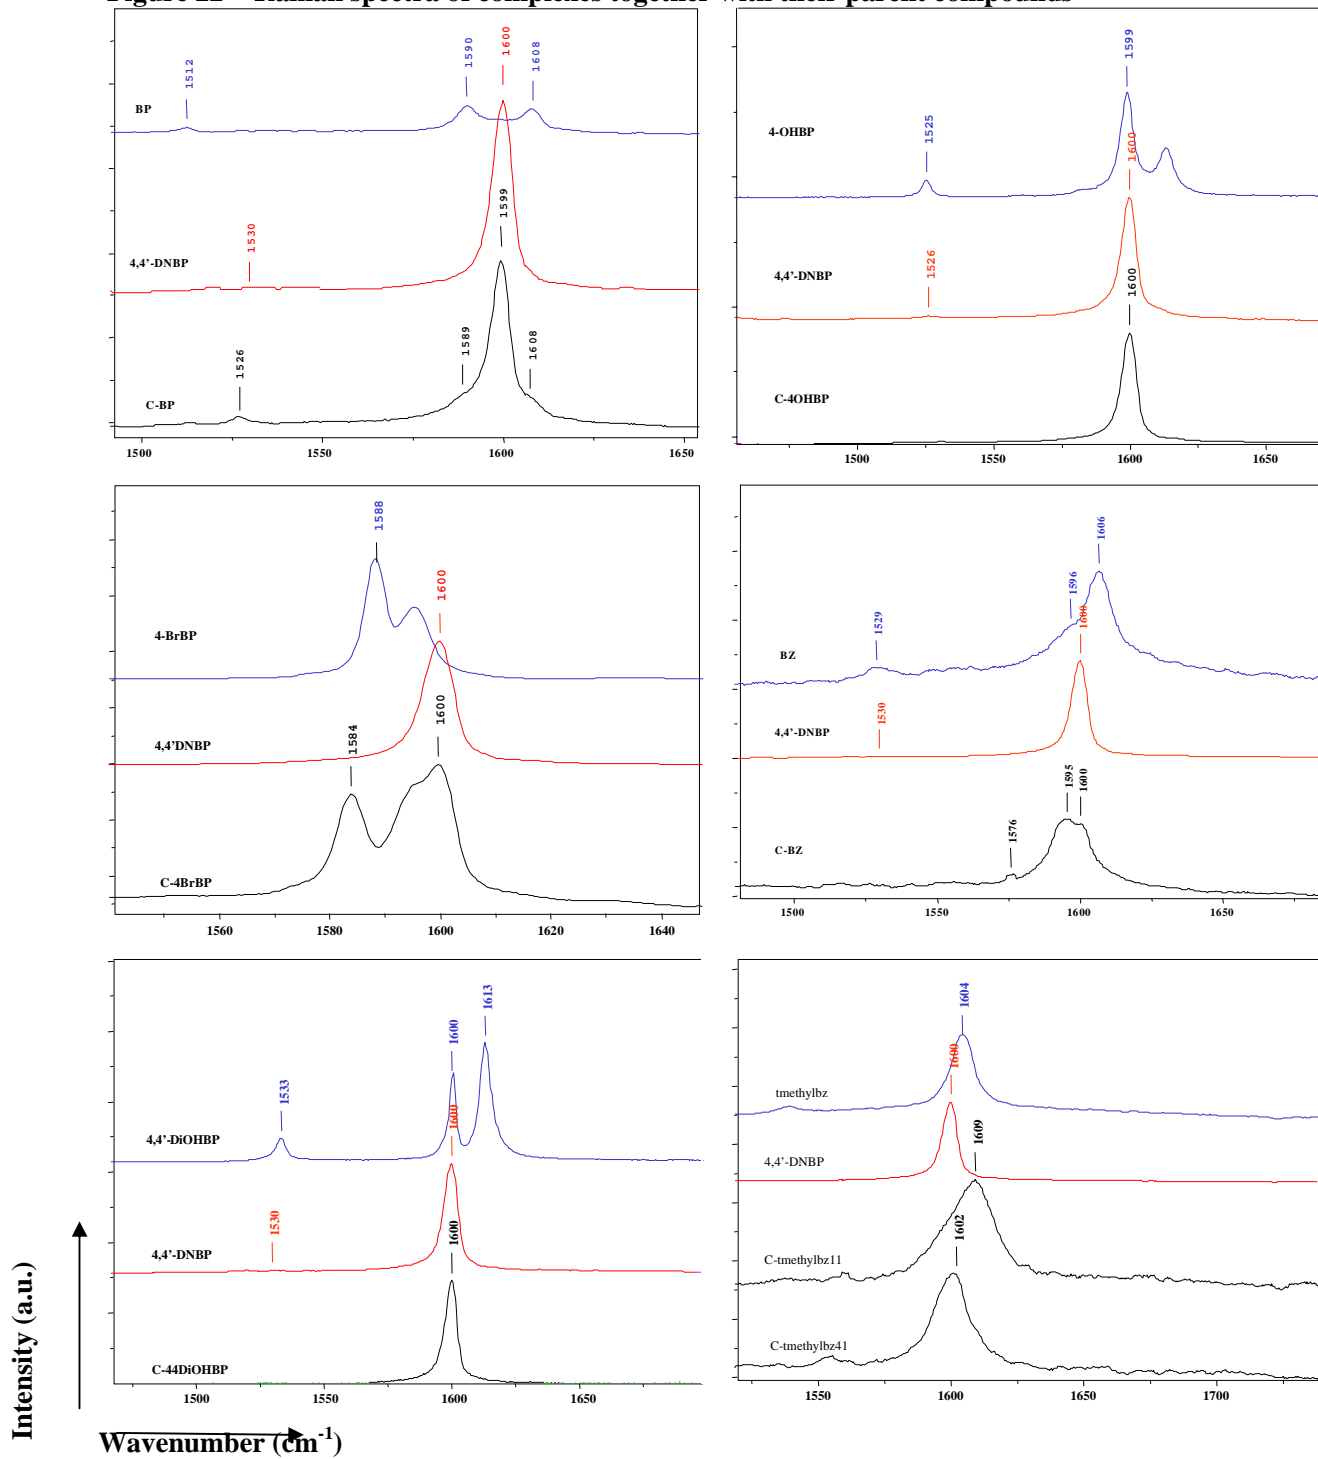 Figure 22 – Raman spectra of complexes together with their parent compounds
1512
1590
1600
1608
BP
1530
4,4'-DNBP
1599
1526
1589
1608
C-BP
1500 1550 1600 1650
1599
1525
4-OHBP
1600
1526
4,4'-DNBP
1600
C-4OHBP
1500 1550 1600 1650
1588
4-BrBP
1600
4,4'DNBP
1584
1600
C-4BrBP
1560 1580 1600 1620 1640
1606
1596
1529
BZ
1600
1530
4,4'-DNBP
1595
1600
1576
C-BZ
1500 1550 1600 1650
1613
1600
1533
4,4'-DiOHBP
1600
1530
4,4'-DNBP
1600
C-44DiOHBP
1500 1550 1600 1650
1604
tmethylbz
1600
4,4'-DNBP
1609
C-tmethylbz11
1602
C-tmethylbz41
1550 1600 1650 1700
Intensity (a.u.)
Wavenumber (cm-1)